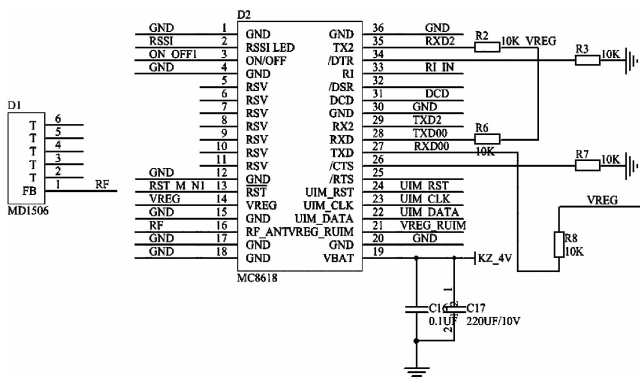 D2
GND 1 GND GND 36 GND
RSSI 2 RSSI LED TX2 35 RXD2 R2 10K VREG
ON_OFF1 3 ON/OFF /DTR 34 R3 10K
GND 4 GND RI 33 RI_IN
5 RSV /DSR 32
6 RSV DCD 31 DCD
7 RSV GND 30 GND
8 RSV RX2 29 TXD2
9 RSV RXD 28 TXD00 R6 10K
10 RSV TXD 27 RXD00
11 RSV /CTS 26 R7 10K
GND 12 GND /RTS 25
RST_M_N1 13 RST UIM_RST 24 UIM_RST
VREG 14 VREG UIM_CLK 23 UIM_CLK
GND 15 GND UIM_DATA 22 UIM_DATA
RF 16 RF_ANT VREG_RUIM 21 VREG_RUIM
GND 17 GND GND 20 GND
GND 18 GND VBAT 19 KZ_4V
MC8618
D1
T 6
T 5
T 4
T 3
T 2
FB 1 RF
MD1506
VREG
R8
10K
1
C16 2 C17
0.1UF 220UF/10V
2